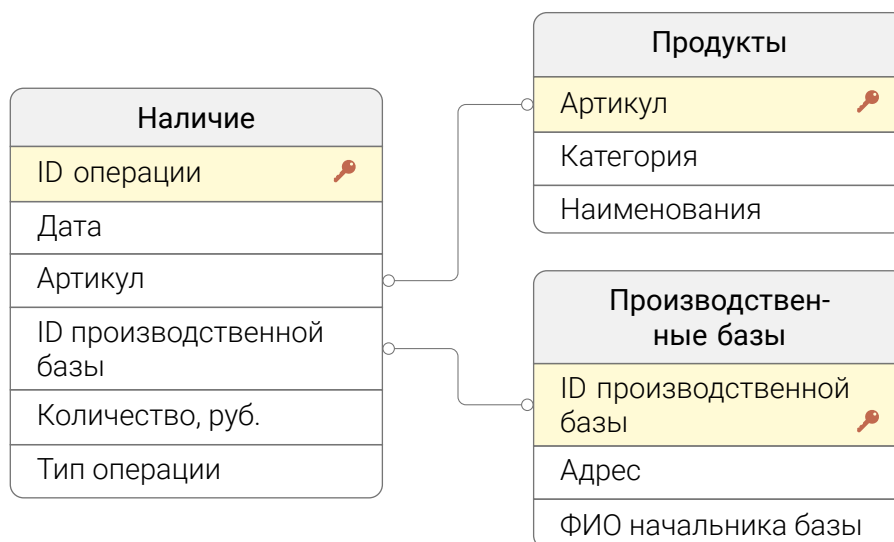 Наличие
ID операции
Дата
Артикул
ID производственной
базы
Количество, руб.
Тип операции
Продукты
Артикул
Категория
Наименования
Производствен-
ные базы
ID производственной
базы
Адрес
ФИО начальника базы